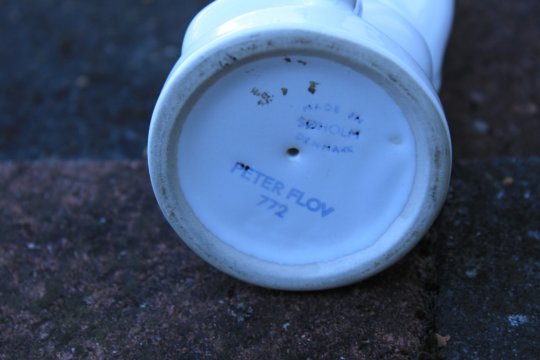 MADE IN
SØHOLM
DENMARK
PETER FLOV
772